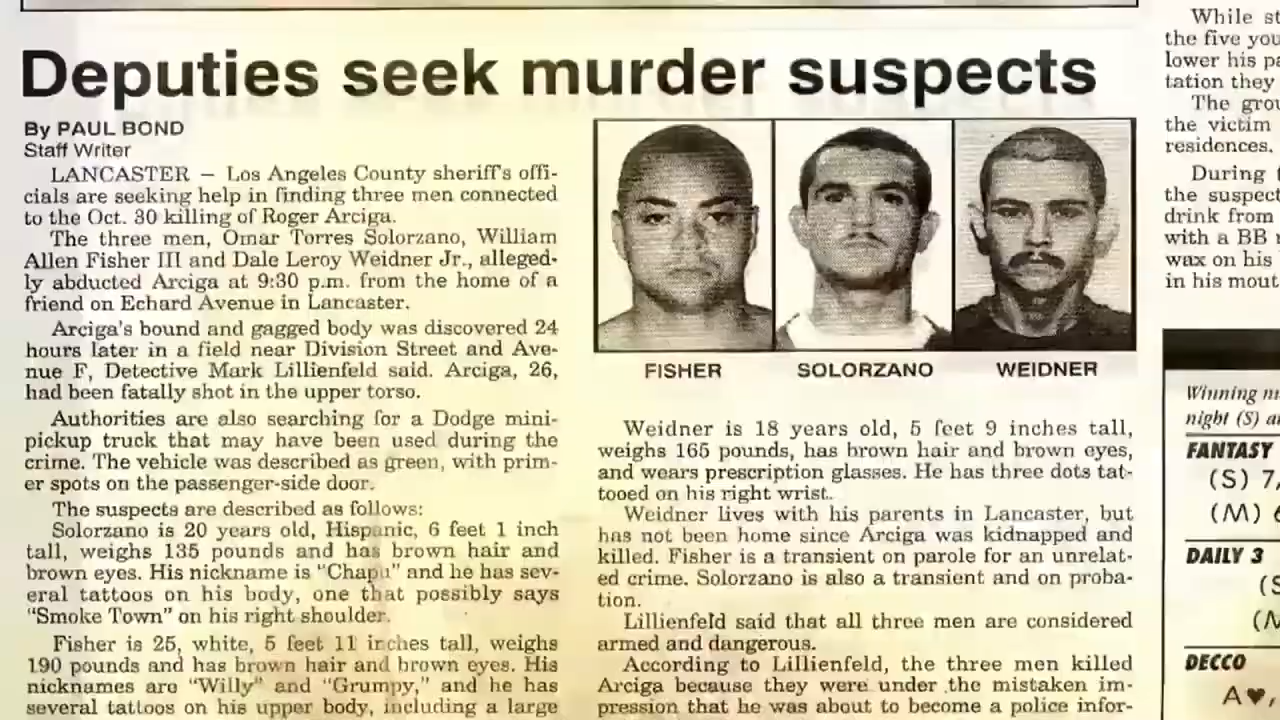 Deputies seek murder suspects
By PAUL BOND
Staff Writer
LANCASTER — Los Angeles County sheriff's offi-
cials are seeking help in finding three men connected
to the Oct. 30 killing of Roger Arciga.
The three men, Omar Torres Solorzano, William
Allen Fisher III and Dale Leroy Weidner Jr., alleged-
ly abducted Arciga at 9:30 p.m. from the home of a
friend on Echard Avenue in Lancaster.
Arciga's bound and gagged body was discovered 24
hours later in a field near Division Street and Ave-
nue F, Detective Mark Lillienfeld said. Arciga, 26,
had been fatally shot in the upper torso.
Authorities are also searching for a Dodge mini-
pickup truck that may have been used during the
crime. The vehicle was described as green, with prim-
er spots on the passenger-side door.
The suspects are described as follows:
Solorzano is 20 years old, Hispanic, 6 feet 1 inch
tall, weighs 135 pounds and has brown hair and
brown eyes. His nickname is "Chapu" and he has sev-
eral tattoos on his body, one that possibly says
"Smoke Town" on his right shoulder.
Fisher is 25, white, 5 feet 11 inches tall, weighs
190 pounds and has brown hair and brown eyes. His
nicknames are "Willy" and "Grumpy," and he has
several tattoos on his upper body, including a large
FISHER
SOLORZANO
WEIDNER
Weidner is 18 years old, 5 feet 9 inches tall,
weighs 165 pounds, has brown hair and brown eyes,
and wears prescription glasses. He has three dots tat-
tooed on his right wrist.
Weidner lives with his parents in Lancaster, but
has not been home since Arciga was kidnapped and
killed. Fisher is a transient on parole for an unrelat-
ed crime. Solorzano is also a transient and on proba-
tion.
Lillienfeld said that all three men are considered
armed and dangerous.
According to Lillienfeld, the three men killed
Arciga because they were under the mistaken im-
pression that he was about to become a police infor-
While st
the five you
lower his pa
tation they
The grou
the victim
residences.
During t
the suspect
drink from
with a BB
wax on his
in his mout
Winning
night (S)
FANTASY
(S) 7,
(M) 6
DAILY 3
(S
(M
DECCO
A♥,